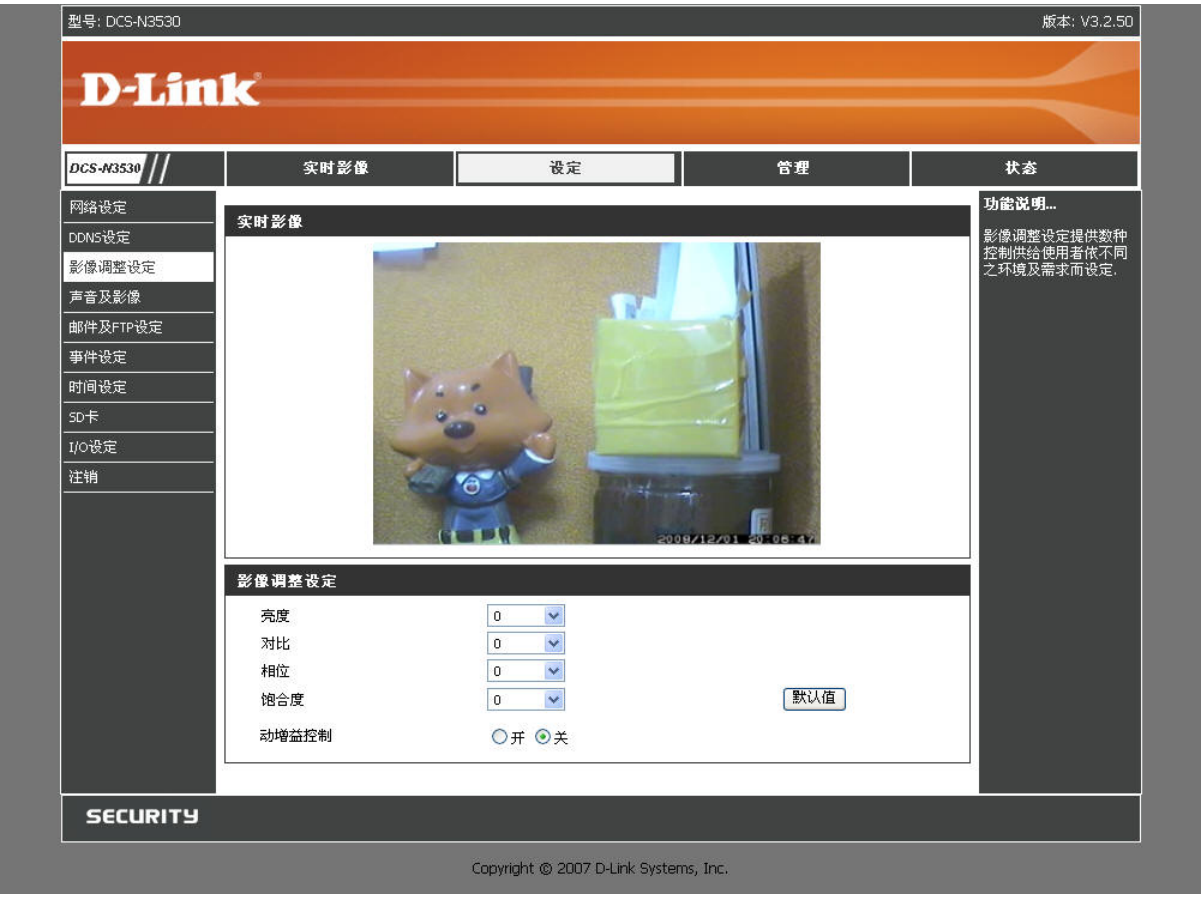 型号: DCS-N3530
版本: V3.2.50
D-Link®
DCS-N3530
实时影像
设定
管理
状态
网络设定
DDNS设定
影像调整设定
声音及影像
邮件及FTP设定
事件设定
时间设定
SD卡
I/O设定
注销
实时影像
2009/12/01 20:06:47
影像调整设定
亮度 0
对比 0
相位 0
饱合度 0
默认值
动增益控制 开 关
功能说明...
影像调整设定提供数种
控制供给使用者依不同
之环境及需求而设定.
SECURITY
Copyright © 2007 D-Link Systems, Inc.